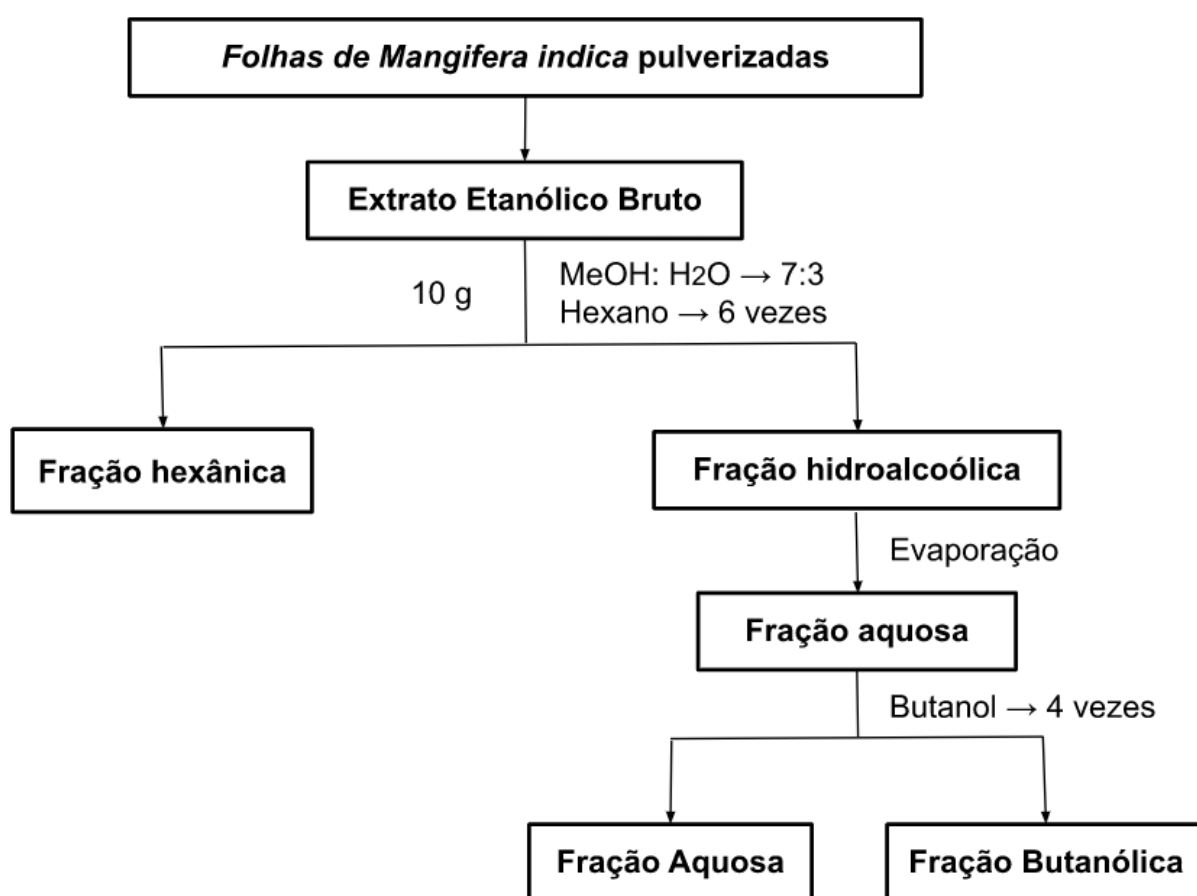 Folhas de Mangifera indica pulverizadas
Extrato Etanólico Bruto
10 g
MeOH: H2O → 7:3
Hexano → 6 vezes
Fração hexânica
Fração hidroalcoólica
Evaporação
Fração aquosa
Butanol → 4 vezes
Fração Aquosa
Fração Butanólica